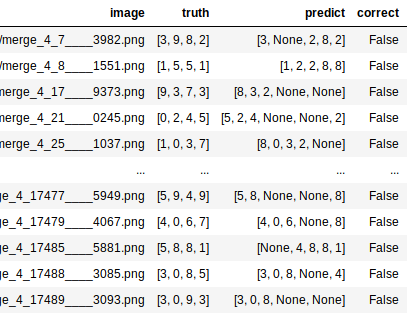 image truth predict correct
/merge_4_7____3982.png [3, 9, 8, 2] [3, None, 2, 8, 2] False
/merge_4_8____1551.png [1, 5, 5, 1] [1, 2, 2, 8, 8] False
ne_4_17____9373.png [9, 3, 7, 3] [8, 3, 2, None, None] False
merge_4_21____0245.png [0, 2, 4, 5] [5, 2, 4, None, None, 2] False
merge_4_25____1037.png [1, 0, 3, 7] [8, 0, 3, 2, None] False
... ... ... ...
ge_4_17477____5949.png [5, 9, 4, 9] [5, 8, None, None, 8] False
ge_4_17479____4067.png [4, 0, 6, 7] [4, 0, 6, None, 8] False
ge_4_17485____5881.png [5, 8, 8, 1] [None, 4, 8, 8, 1] False
ge_4_17488____3085.png [3, 0, 8, 5] [3, 0, 8, None, 4] False
ge_4_17489____3093.png [3, 0, 9, 3] [3, 0, 8, None, None] False